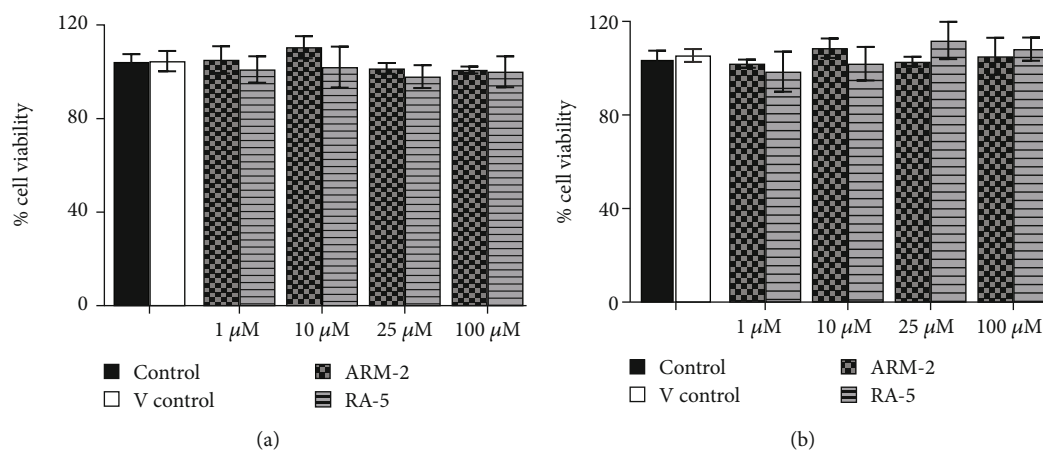 120
80
40
0
% cell viability
1 μM 10 μM 25 μM 100 μM
Control
V control
ARM-2
RA-5
(a)
120
80
40
0
% cell viability
1 μM 10 μM 25 μM 100 μM
Control
V control
ARM-2
RA-5
(b)